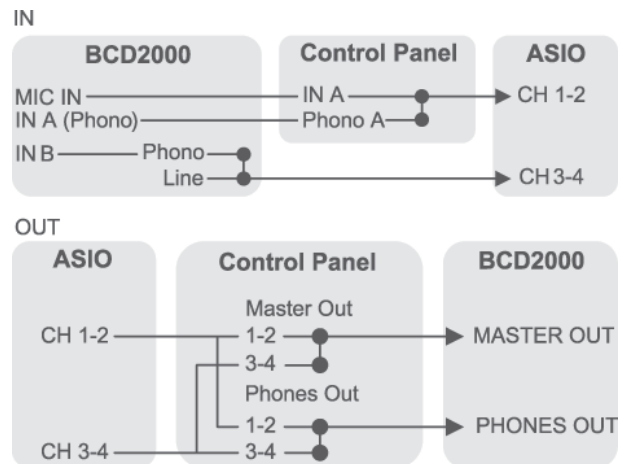 IN
BCD2000 Control Panel ASIO
MIC IN IN A CH 1-2
IN A (Phono) Phono A
IN B Phono
Line CH 3-4
OUT
ASIO Control Panel BCD2000
Master Out
CH 1-2 1-2 MASTER OUT
3-4
Phones Out
1-2 PHONES OUT
CH 3-4 3-4